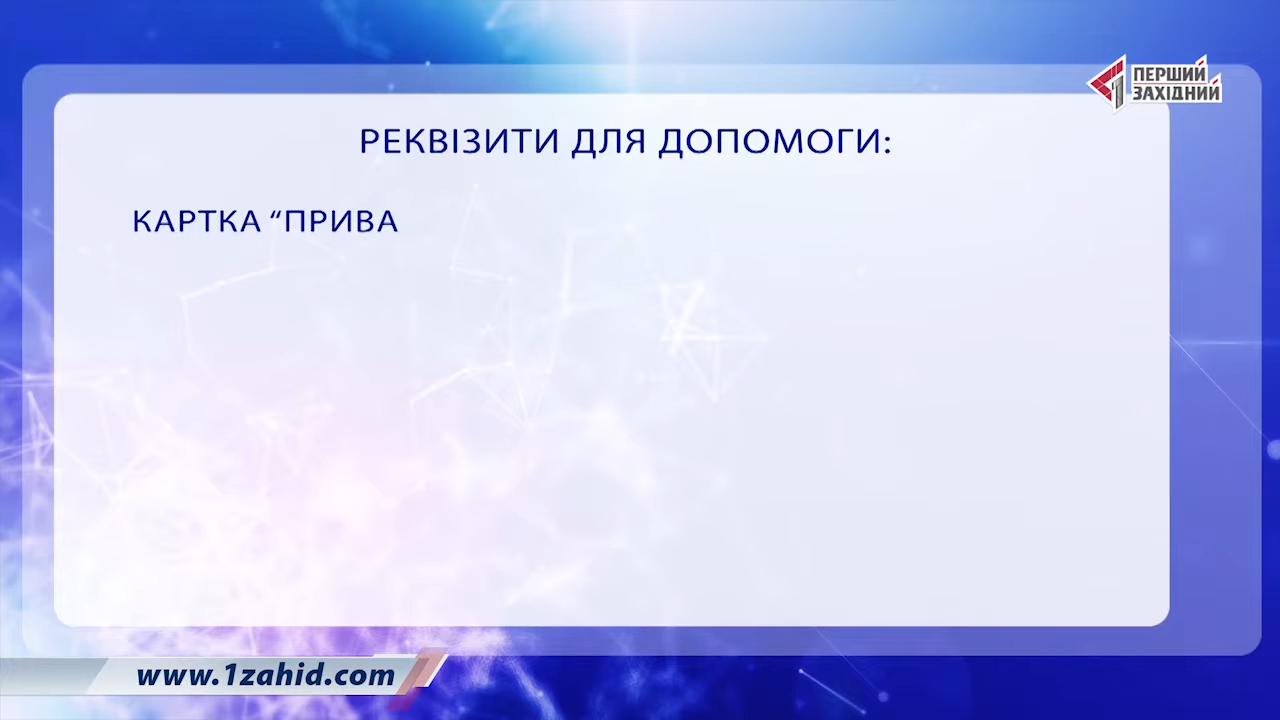 ПЕРШИЙ
ЗАХІДНИЙ
РЕКВІЗИТИ ДЛЯ ДОПОМОГИ:
КАРТКА “ПРИВА
www.1zahid.com